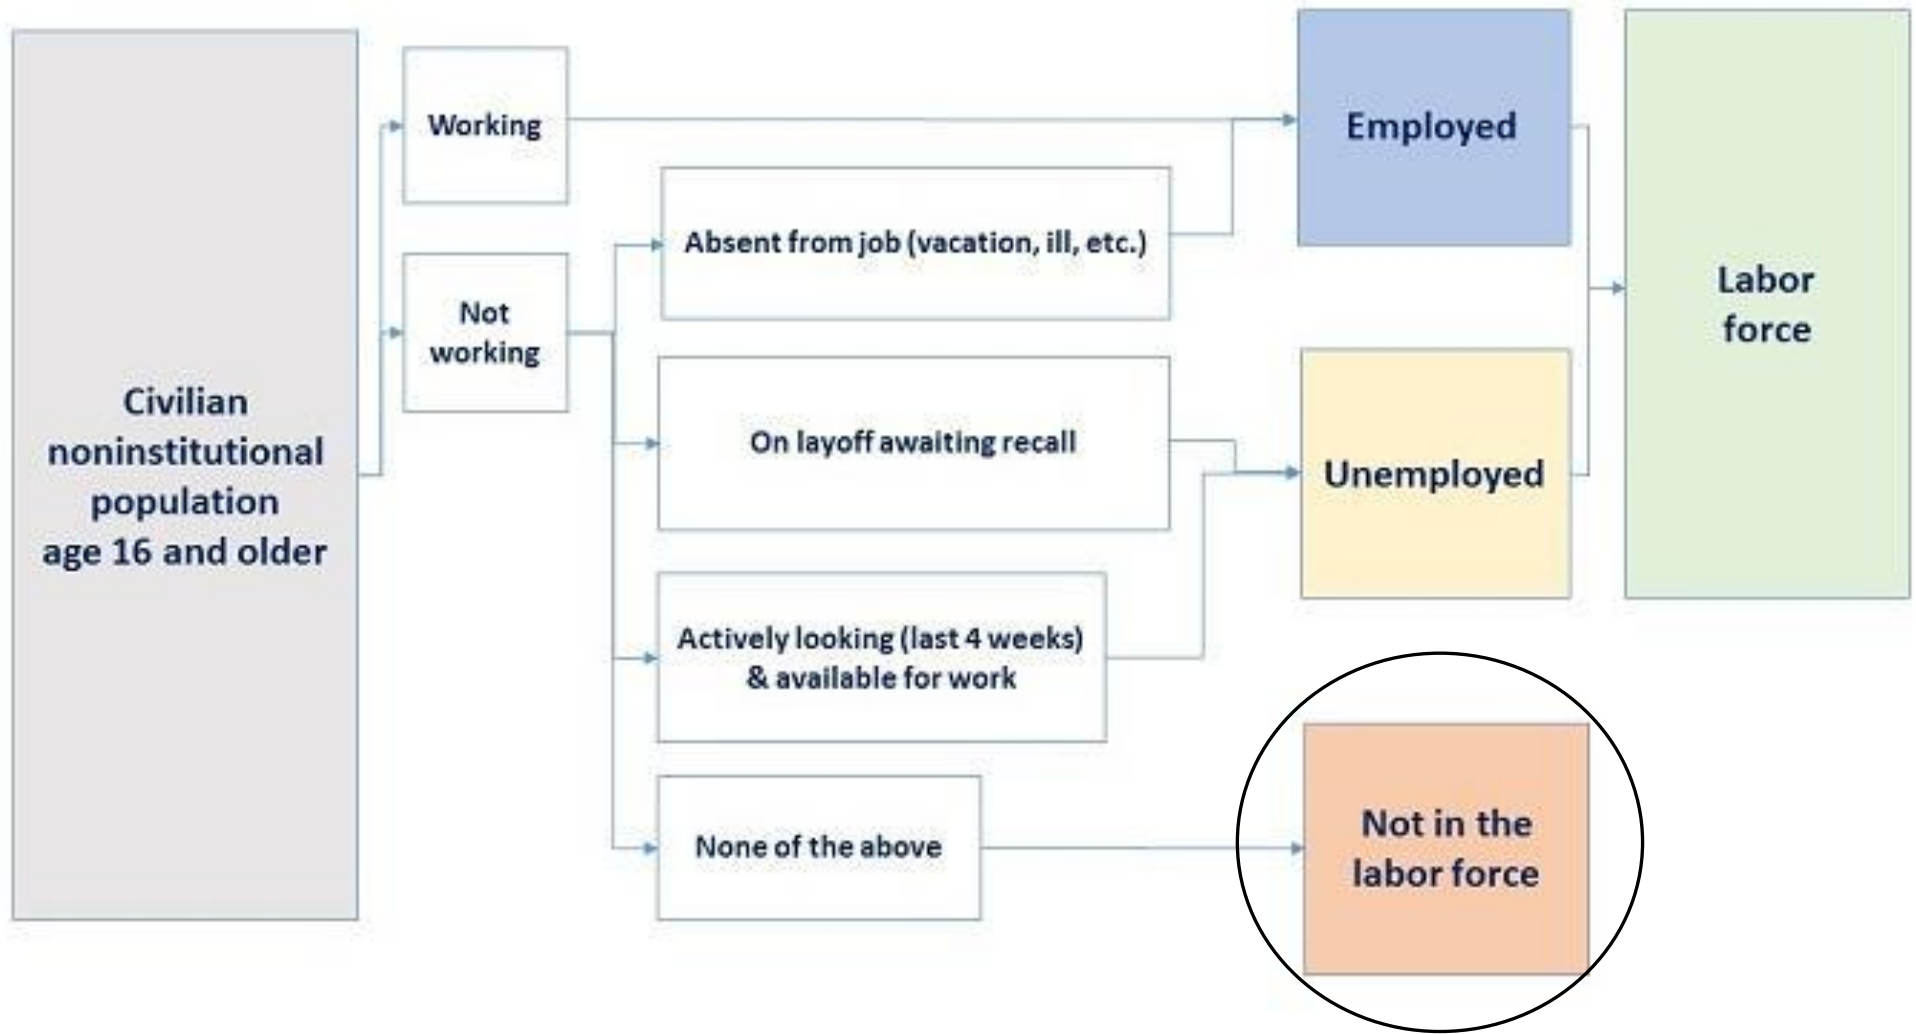 Civilian
noninstitutional
population
age 16 and older
Working
Not
working
Absent from job (vacation, ill, etc.)
On layoff awaiting recall
Actively looking (last 4 weeks)
& available for work
None of the above
Employed
Unemployed
Not in the
labor force
Labor
force